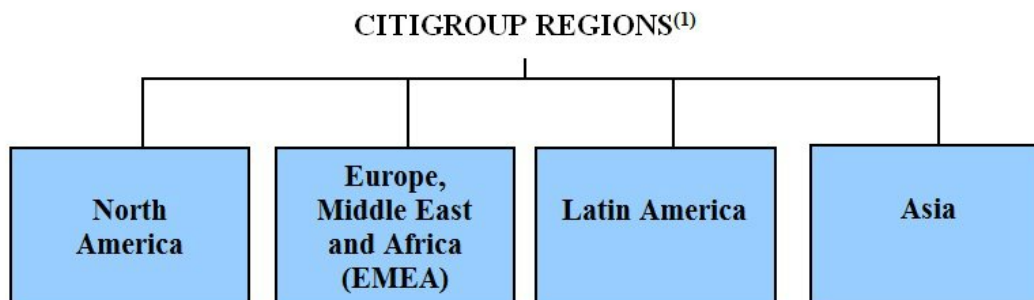 CITIGROUP REGIONS(1)
North
America
Europe,
Middle East
and Africa
(EMEA)
Latin America
Asia